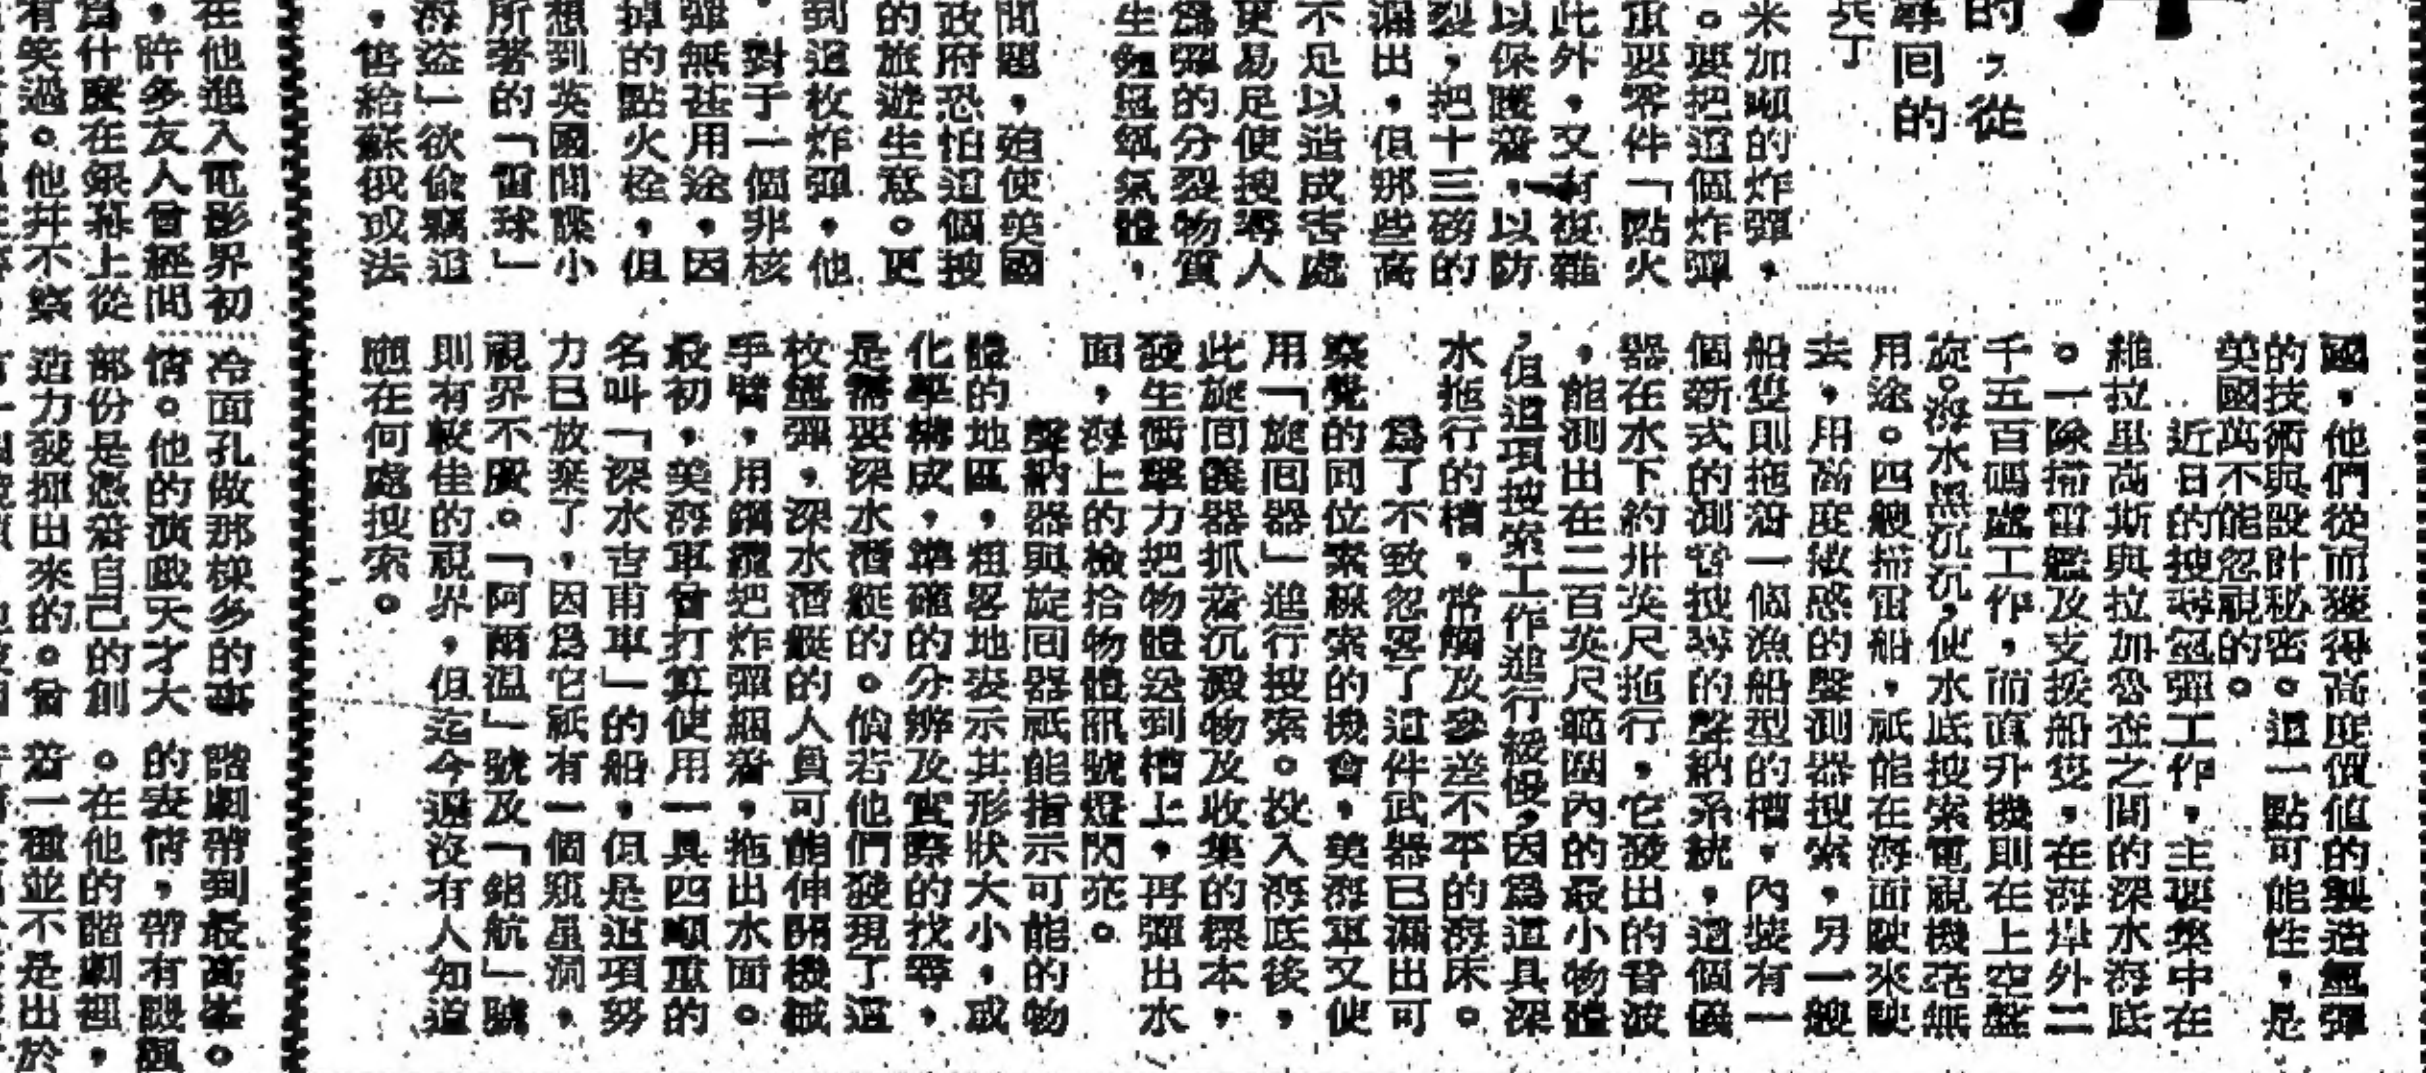 的，從
尋回的
兵丁
米加噸的炸彈，
。要把這個炸彈
重要零件「點火
此外，又有複雜
以保護着，以防
裂，把十三磅的
漏出，但那些高
不足以造成害處
更易足使搜尋人
為彈的分裂物質
生氫氣體，
問題，迫使美國
政府恐怕這個搜
的旅遊生意。更
到這枚炸彈，他
。對于一個非核
彈無甚用途，因
掉的點火栓，但
想到英國間諜小
所著的「雷球」
海盜」欲偷竊這
，售給蘇俄或法
國，他們從而獲得高度價值的製造氫彈
的技術與設計秘密。這一點可能性，是
美國萬不能忽視的。
近日的搜尋氫彈工作，主要集中在
維拉里高斯與拉加魯查之間的深水海底
。一隊掃雷艦及支援船隻，在海岸外二
千五百碼處工作，而直升機則在上空盤
旋。海水黑沉沉，使水底搜索電視機毫無
用途。四艘掃雷船，祇能在海面駛來駛
去，用高度敏感的聲測器搜索，另一艘
船隻則拖着一個漁船型的槽，內裝有一
個新式的測音搜尋的聲納系統，這個儀
器在水下約卅英尺拖行，它發出的音波
，能測出在二百英尺範圍內的最小物體
，但這項搜索工作進行緩慢，因為這具深
水拖行的槽，常觸及參差不平的海床。
為了不致忽畧了這件武器已漏出可
察覺的同位素線索的機會，美海軍又使
用「旋回器」進行搜索。投入海底後，
此旋回儀器抓着沉澱物及收集的標本，
發生衝擊力把物體送到槽上，再彈出水
面，海上的檢拾物體訊號燈閃亮。
聲納器與旋回器祇能指示可能的物
體的地區，粗畧地表示其形狀大小，或
化學構成，準確的分辨及實際的找尋，
是需要深水潛艇的。倘若他們發現了這
枚氫彈，深水潛艇的人員可能伸開機械
手臂，用鋼纜把炸彈綑着，拖出水面。
最初，美海軍曾打算使用一具四噸重的
名叫「深水吉甫車」的船，但是這項努
力已放棄了，因為它祇有一個窺星洞，
視界不廣。「阿爾溫」號及「鋁航」號
則有較佳的視界，但迄今還沒有人知道
應在何處搜索。
在他進入電影界初
，許多友人曾經問
為什麼在銀幕上從
有笑過。他并不察
冷面孔做那樣多的事
情。他的演戲天才大
部份是憑着自己的創
造力發揮出來的。曾
諧劇帶到最高峯。
的表情，帶有譏諷
。在他的諧劇裡，
着一種並不是出於